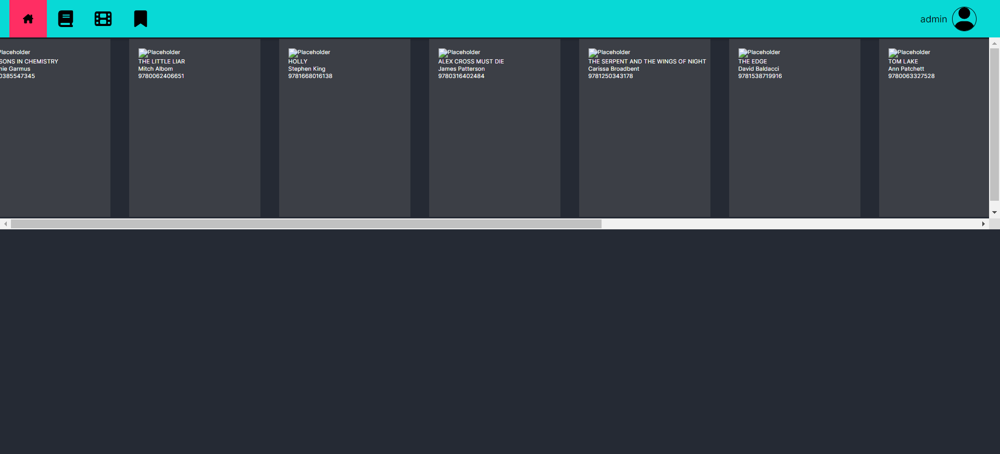 admin
Placeholder
SONS IN CHEMISTRY
nie Garmus
0385547345
Placeholder
THE LITTLE LIAR
Mitch Albom
9780062406651
Placeholder
HOLLY
Stephen King
9781668016138
Placeholder
ALEX CROSS MUST DIE
James Patterson
9780316402484
Placeholder
THE SERPENT AND THE WINGS OF NIGHT
Carissa Broadbent
9781250343178
Placeholder
THE EDGE
David Baldacci
9781538719916
Placeholder
TOM LAKE
Ann Patchett
9780063327528